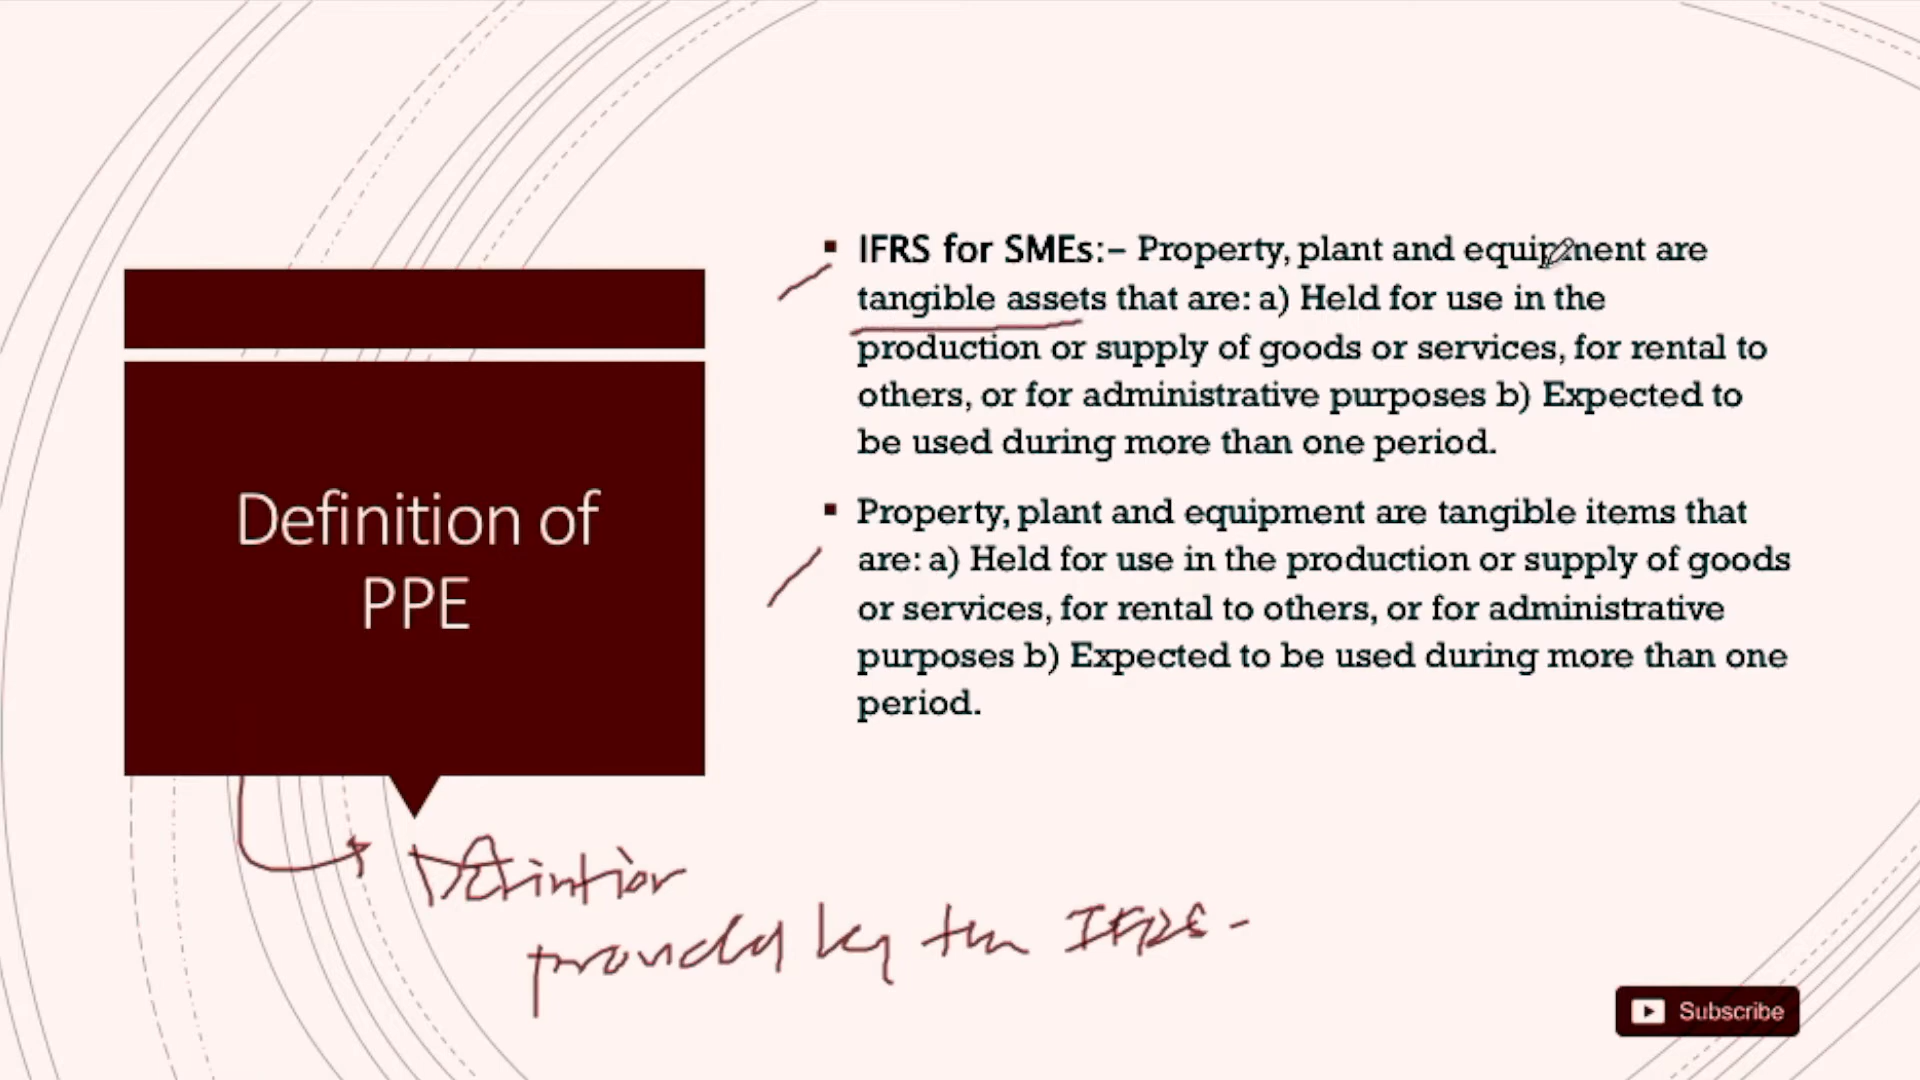 Definition of
PPE
IFRS for SMEs:– Property, plant and equipment are
tangible assets that are: a) Held for use in the
production or supply of goods or services, for rental to
others, or for administrative purposes b) Expected to
be used during more than one period.
Property, plant and equipment are tangible items that
are: a) Held for use in the production or supply of goods
or services, for rental to others, or for administrative
purposes b) Expected to be used during more than one
period.
Definition
provided by the IFRS -
Subscribe